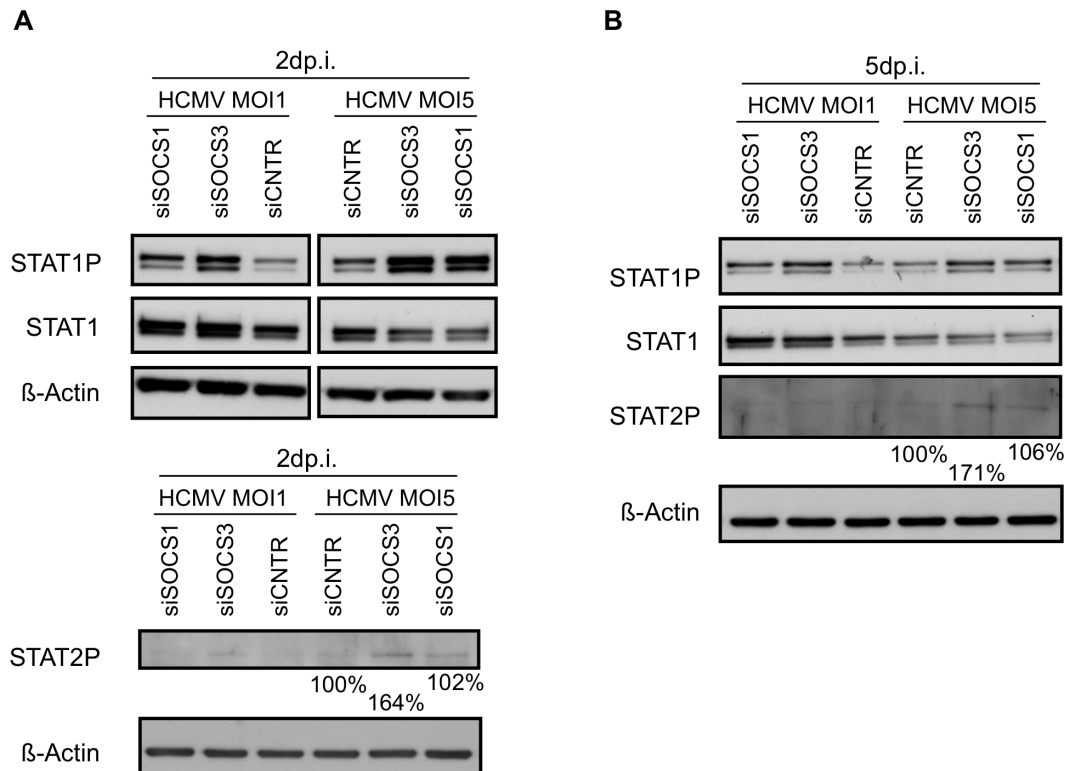 A
2dp.i.
HCMV MOI1 HCMV MOI5
siSOCS1 siSOCS3 siCNTR siCNTR siSOCS3 siSOCS1
STAT1P
STAT1
ß-Actin
2dp.i.
HCMV MOI1 HCMV MOI5
siSOCS1 siSOCS3 siCNTR siCNTR siSOCS3 siSOCS1
STAT2P
100% 164% 102%
ß-Actin
B
5dp.i.
HCMV MOI1 HCMV MOI5
siSOCS1 siSOCS3 siCNTR siCNTR siSOCS3 siSOCS1
STAT1P
STAT1
STAT2P
100% 171% 106%
ß-Actin